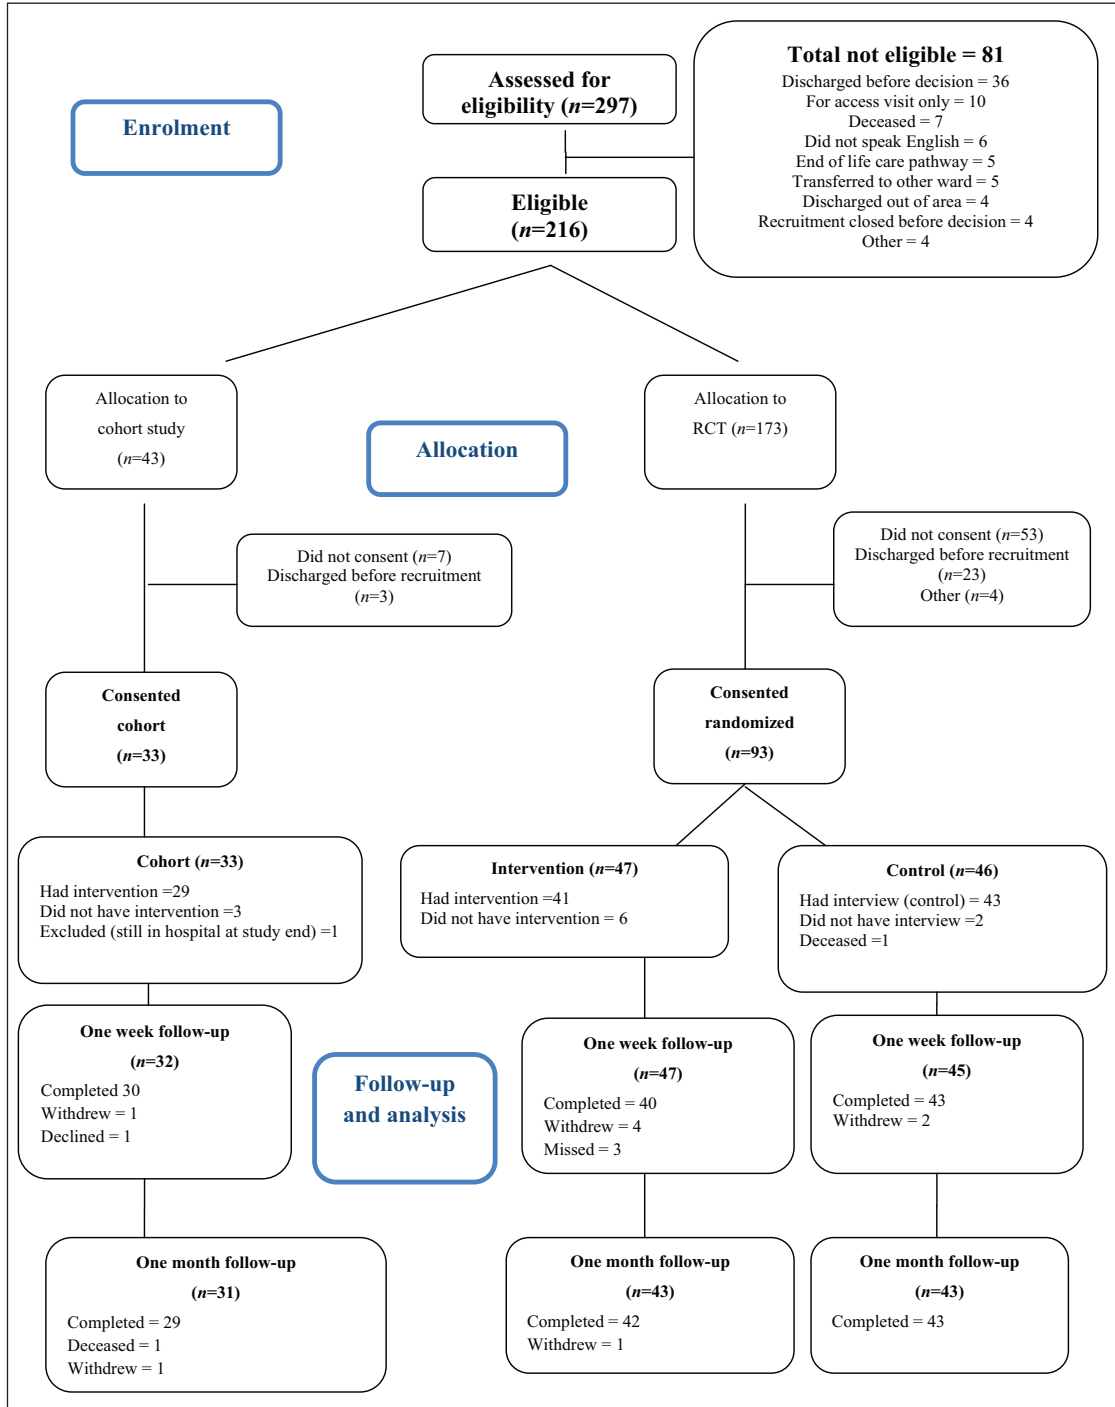 Enrolment
Assessed for
eligibility (n=297)
Total not eligible = 81
Discharged before decision = 36
For access visit only = 10
Deceased = 7
Did not speak English = 6
End of life care pathway = 5
Transferred to other ward = 5
Discharged out of area = 4
Recruitment closed before decision = 4
Other = 4
Eligible
(n=216)
Allocation to
cohort study
(n=43)
Allocation
Allocation to
RCT (n=173)
Did not consent (n=7)
Discharged before recruitment
(n=3)
Did not consent (n=53)
Discharged before recruitment
(n=23)
Other (n=4)
Consented
cohort
(n=33)
Consented
randomized
(n=93)
Cohort (n=33)
Had intervention =29
Did not have intervention =3
Excluded (still in hospital at study end) =1
Intervention (n=47)
Had intervention =41
Did not have intervention = 6
Control (n=46)
Had interview (control) = 43
Did not have interview =2
Deceased =1
One week follow-up
(n=32)
Completed 30
Withdrew = 1
Declined = 1
Follow-up
and analysis
One week follow-up
(n=47)
Completed = 40
Withdrew = 4
Missed = 3
One week follow-up
(n=45)
Completed = 43
Withdrew = 2
One month follow-up
(n=31)
Completed = 29
Deceased = 1
Withdrew = 1
One month follow-up
(n=43)
Completed = 42
Withdrew = 1
One month follow-up
(n=43)
Completed = 43